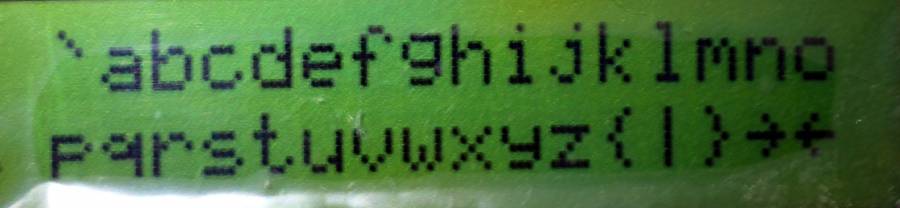 `abcdefghijklmno
pqrstuvwxyz{|}→←